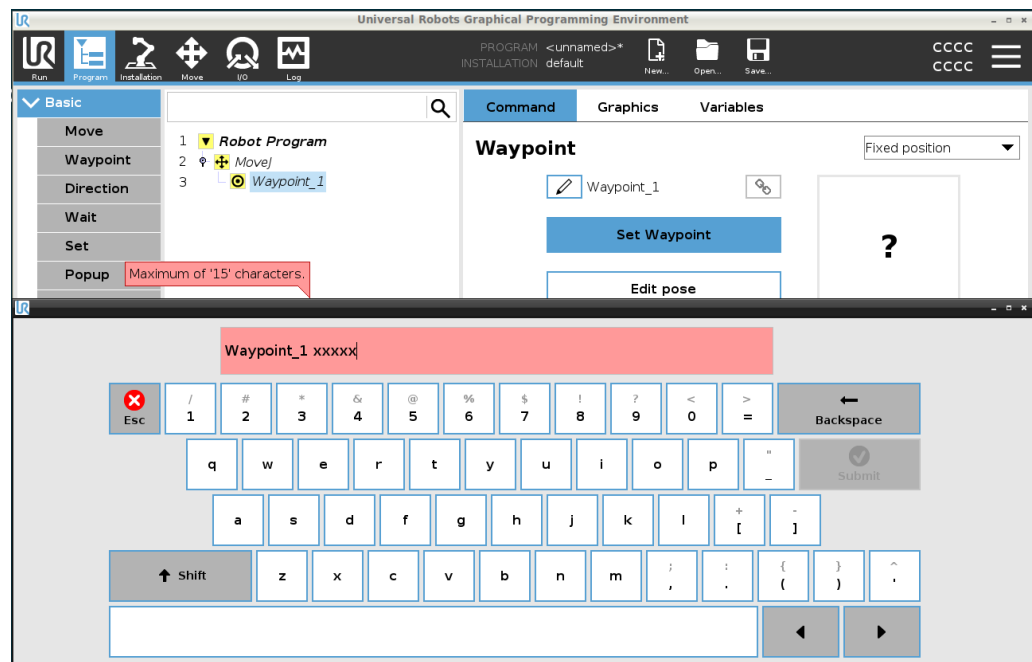 UR
Universal Robots Graphical Programming Environment
UR
Run
Program
Installation
Move
I/O
Log
PROGRAM <unnamed>*
INSTALLATION default
New...
Open...
Save...
CCCC
CCCC
Basic
Move
Waypoint
Direction
Wait
Set
Popup
1 Robot Program
2 MoveJ
3 Waypoint_1
Command Graphics Variables
Waypoint
Fixed position
Waypoint_1
Set Waypoint
?
Edit pose
Maximum of '15' characters.
UR
Waypoint_1 xxxxx
Esc / 1 # 2 * 3 & 4 @ 5 % 6 $ 7 ! 8 ? 9 < 0 > = Backspace
q w e r t y u i o p " _ Submit
a s d f g h j k l + [ - ]
Shift z x c v b n m ; , : . { ( } ) ^ '